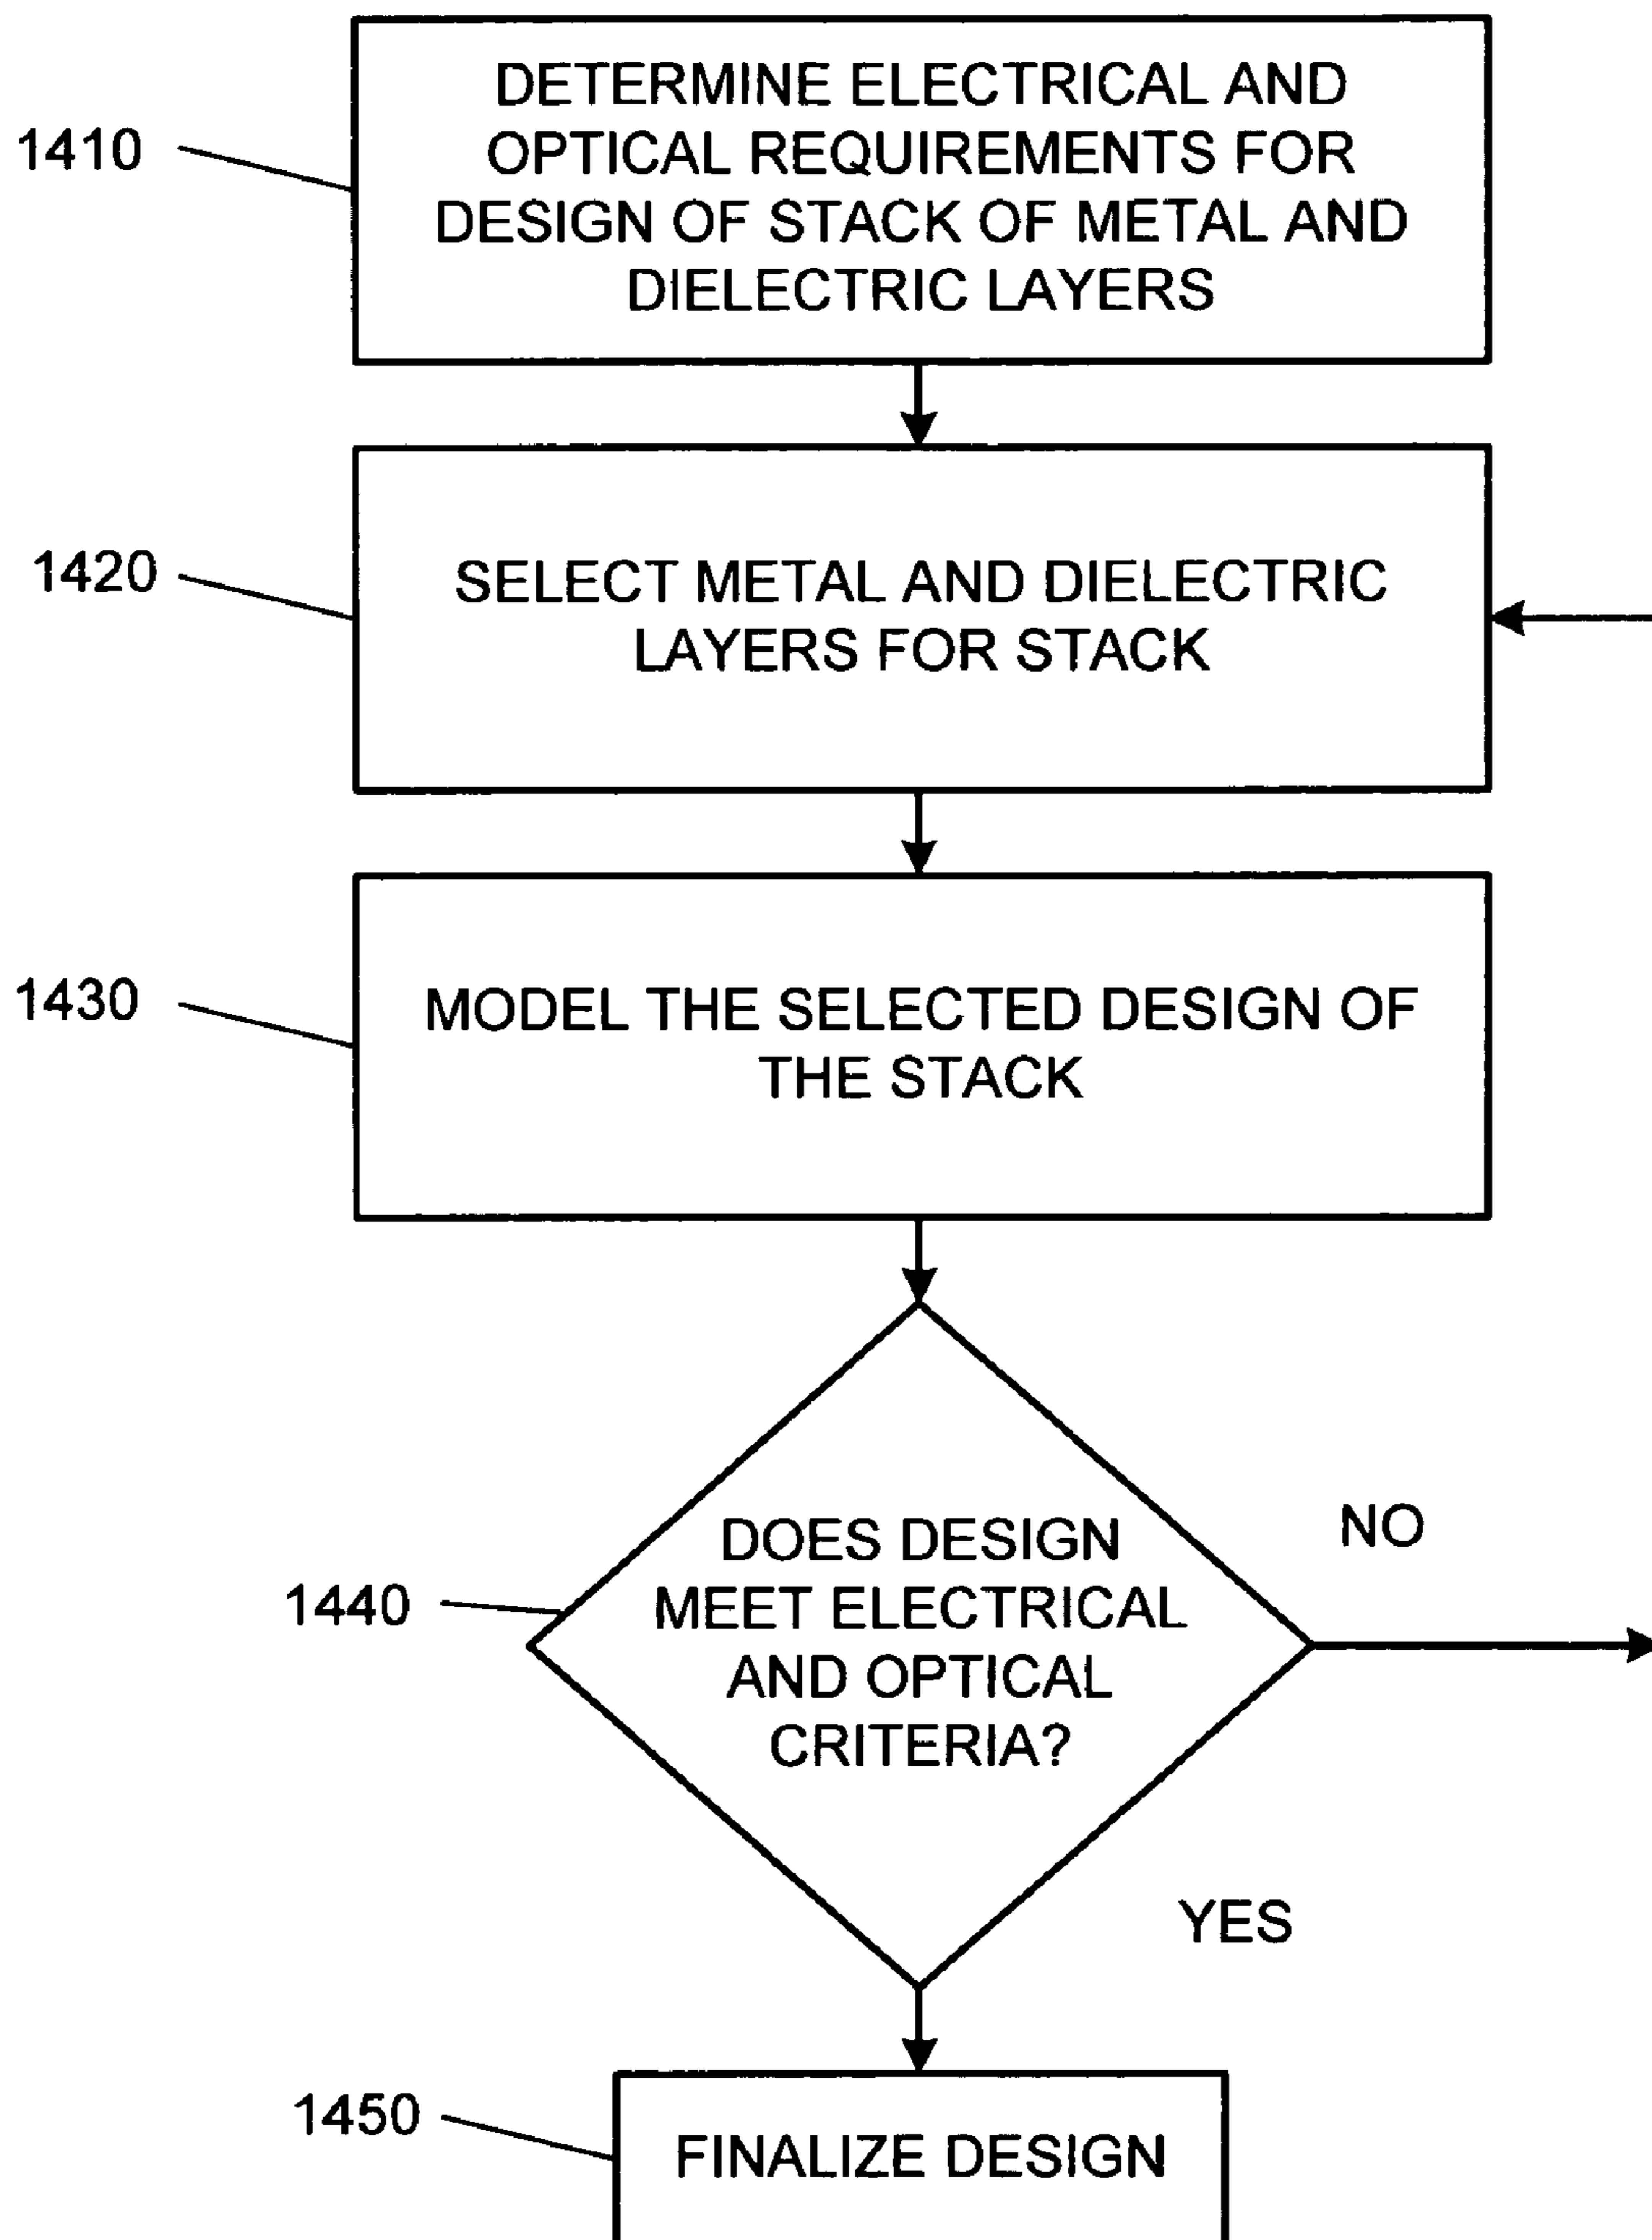 1410
DETERMINE ELECTRICAL AND
OPTICAL REQUIREMENTS FOR
DESIGN OF STACK OF METAL AND
DIELECTRIC LAYERS
1420
SELECT METAL AND DIELECTRIC
LAYERS FOR STACK
1430
MODEL THE SELECTED DESIGN OF
THE STACK
1440
DOES DESIGN
MEET ELECTRICAL
AND OPTICAL
CRITERIA?
NO
YES
1450
FINALIZE DESIGN